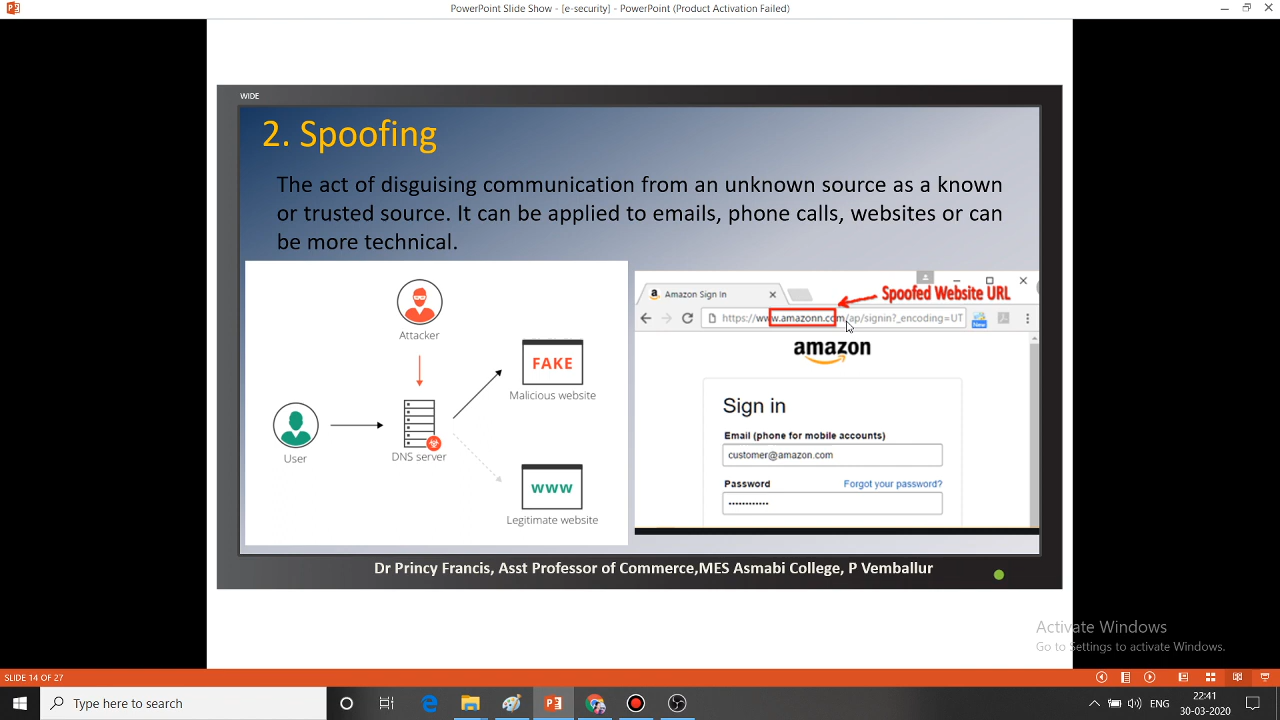 PowerPoint Slide Show - [e-security] - PowerPoint (Product Activation Failed)
WIDE
2. Spoofing
The act of disguising communication from an unknown source as a known
or trusted source. It can be applied to emails, phone calls, websites or can
be more technical.
Attacker
User
DNS server
FAKE
Malicious website
www
Legitimate website
Amazon Sign In
Spoofed Website URL
https://www.amazonn.com/ap/signin?_encoding=UT
New
amazon
Sign in
Email (phone for mobile accounts)
customer@amazon.com
Password
Forgot your password?
Dr Princy Francis, Asst Professor of Commerce,MES Asmabi College, P Vemballur
Activate Windows
Go to Settings to activate Windows.
SLIDE 14 OF 27
Type here to search
ENG
22:41
30-03-2020